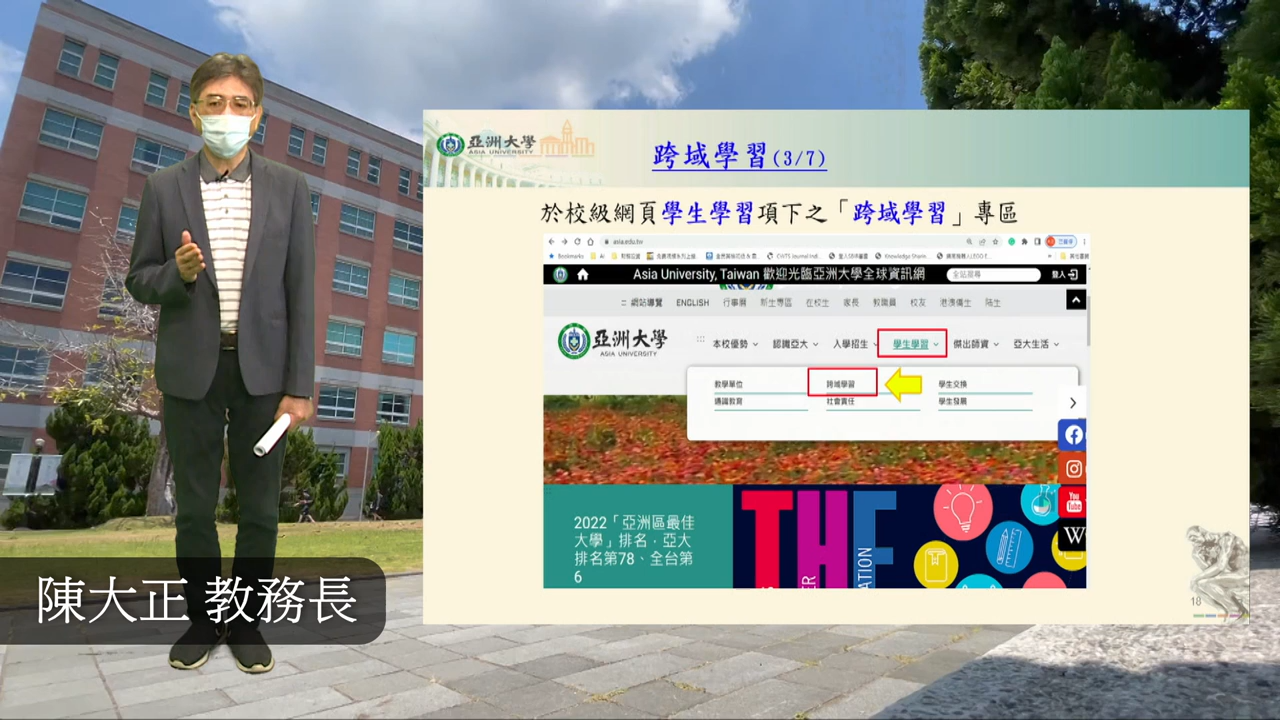 亞洲大學
ASIA UNIVERSITY
跨域學習(3/7)
於校級網頁學生學習項下之「跨域學習」專區
asia.edu.tw
Bookmarks
AI
Asia University, Taiwan 歡迎光臨亞洲大學全球資訊網
全站搜尋
登入
:: 網站導覽 ENGLISH 行事曆 新生專區 在校生 家長 教職員 校友 港澳僑生 陸生
亞洲大學
ASIA UNIVERSITY
::: 本校優勢 認識亞大 入學招生 學生學習 傑出師資 亞大生活
教學單位 跨域學習 學生交換
通識教育 社會責任 學生發展
2022「亞洲區最佳
大學」排名，亞大
排名第78、全台第
6
THE
You
Tube
W
18
陳大正 教務長